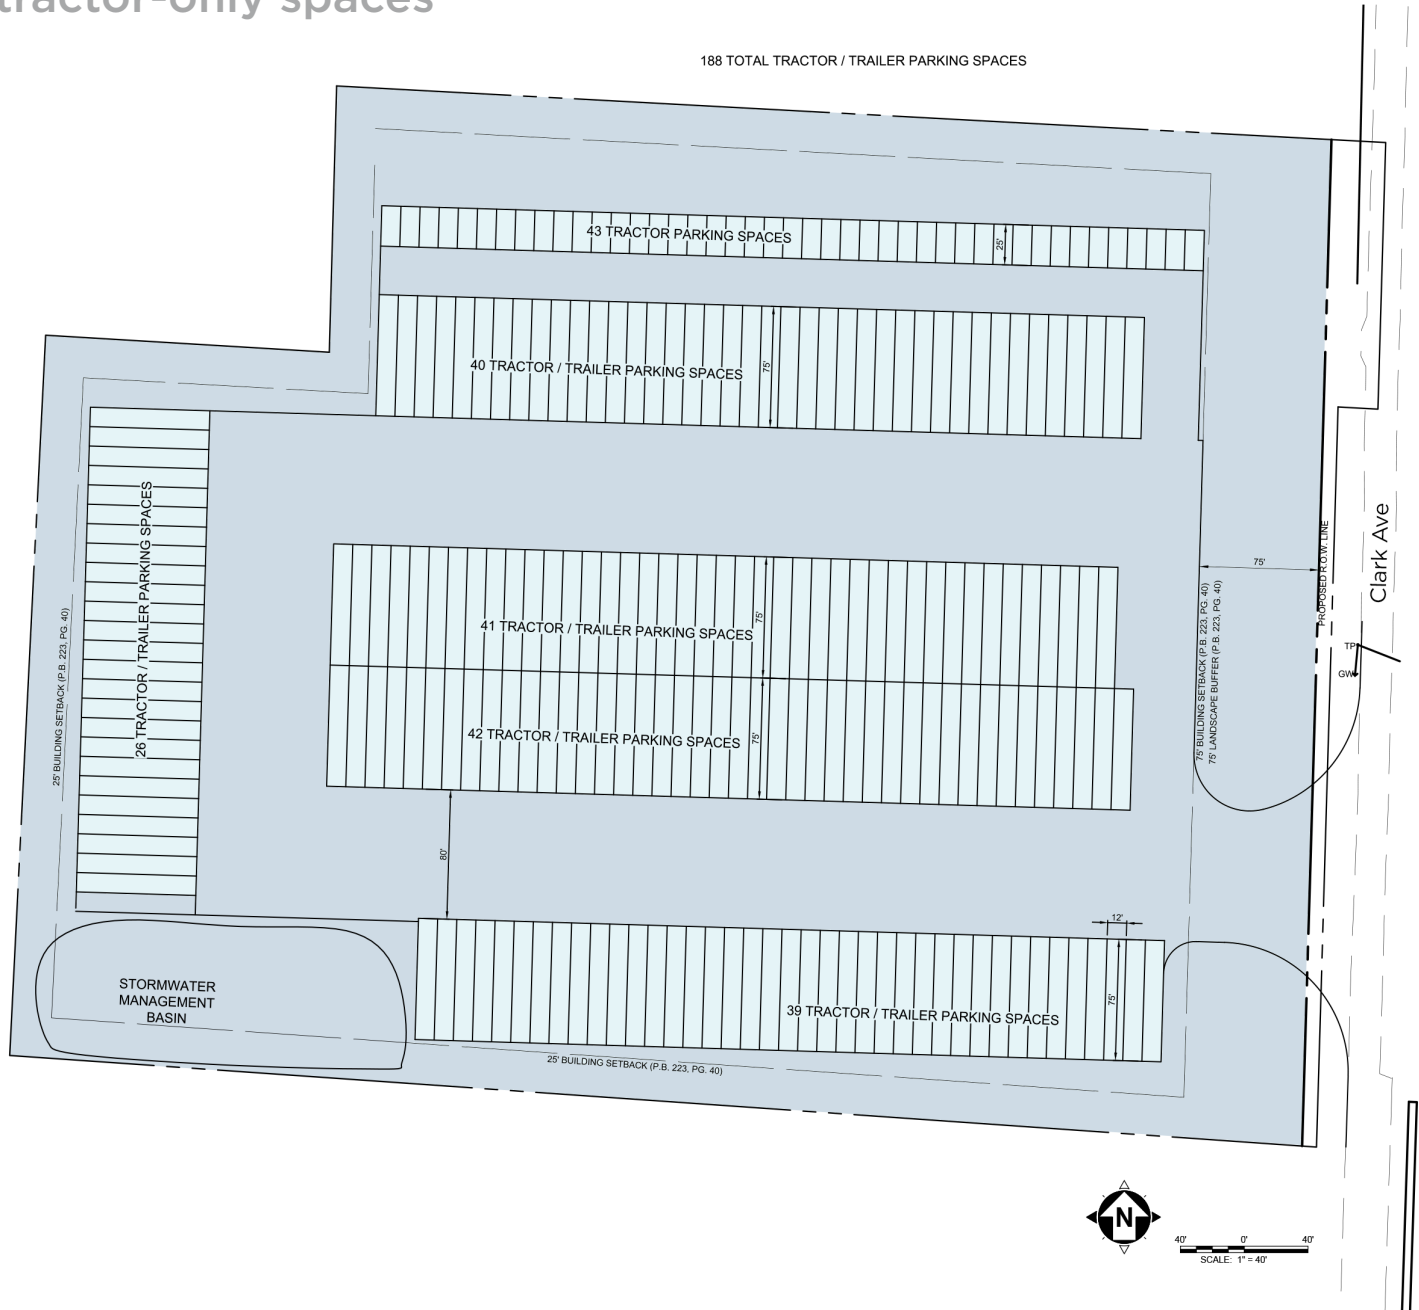 tractor-only spaces
188 TOTAL TRACTOR / TRAILER PARKING SPACES
43 TRACTOR PARKING SPACES
25'
40 TRACTOR / TRAILER PARKING SPACES
75'
26 TRACTOR / TRAILER PARKING SPACES
25' BUILDING SETBACK (P.B. 223, PG. 40)
41 TRACTOR / TRAILER PARKING SPACES
75'
42 TRACTOR / TRAILER PARKING SPACES
75'
80'
75'
75' BUILDING SETBACK (P.B. 223, PG. 40)
75' LANDSCAPE BUFFER (P.B. 223, PG. 40)
PROPOSED R.O.W. LINE
Clark Ave
TP
GW
12'
75'
39 TRACTOR / TRAILER PARKING SPACES
STORMWATER
MANAGEMENT
BASIN
25' BUILDING SETBACK (P.B. 223, PG. 40)
N
40' 0' 40'
SCALE: 1" = 40'